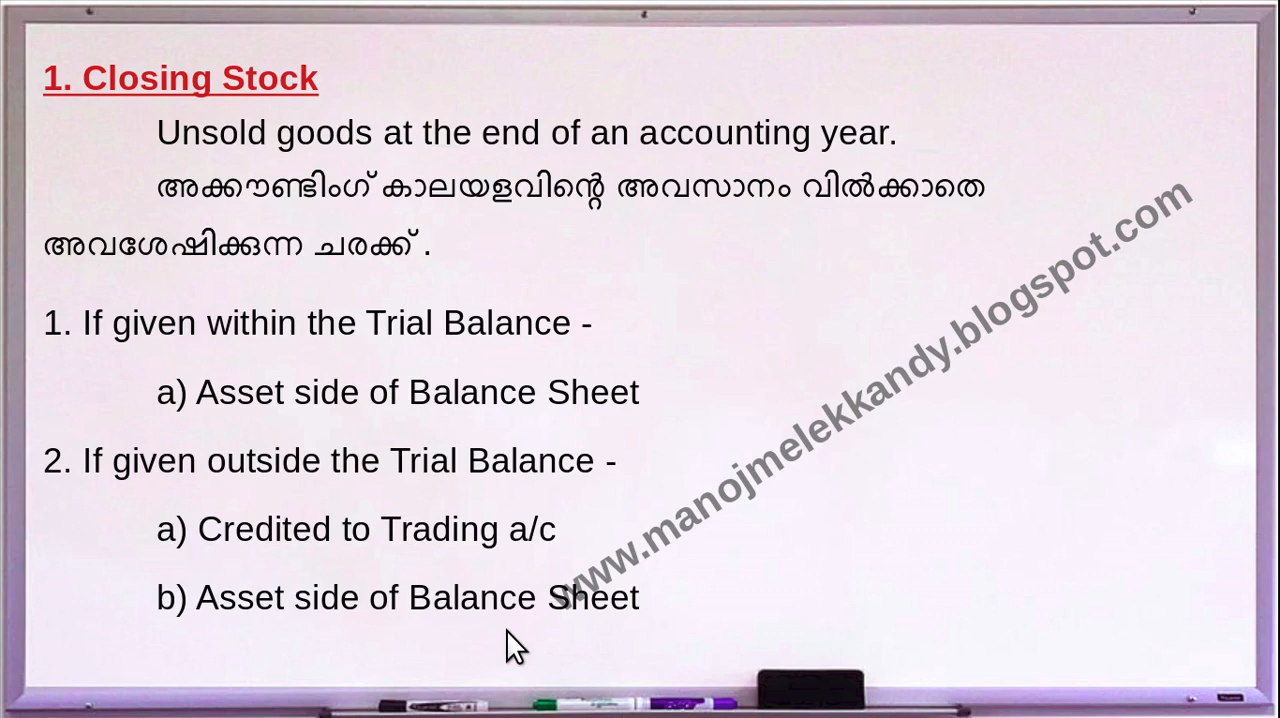 1. Closing Stock
Unsold goods at the end of an accounting year.
അക്കൗണ്ടിംഗ് കാലയളവിന്റെ അവസാനം വിൽക്കാതെ
അവശേഷിക്കുന്ന ചരക്ക് .
1. If given within the Trial Balance -
a) Asset side of Balance Sheet
2. If given outside the Trial Balance -
a) Credited to Trading a/c
b) Asset side of Balance Sheet
www.manojmelekkandy.blogspot.com